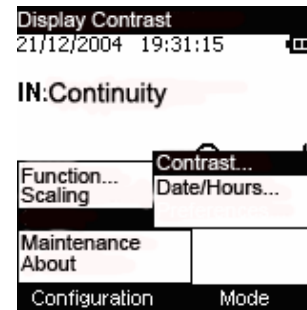 Display Contrast
21/12/2004 19:31:15
IN:Continuity
Function...
Scaling
Contrast...
Date/Hours...
Maintenance
About
Configuration Mode